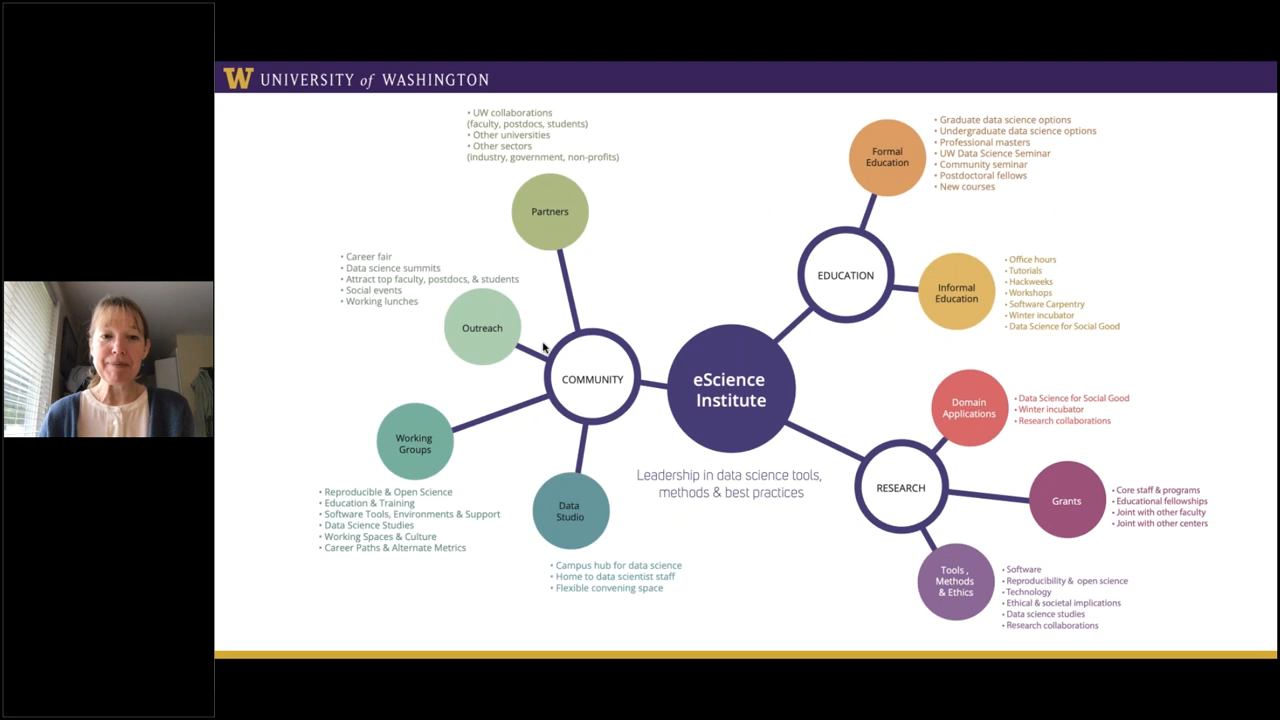 W UNIVERSITY of WASHINGTON
• UW collaborations
(faculty, postdocs, students)
• Other universities
• Other sectors
(industry, government, non-profits)
Partners
• Career fair
• Data science summits
• Attract top faculty, postdocs, & students
• Social events
• Working lunches
Outreach
COMMUNITY
Working
Groups
• Reproducible & Open Science
• Education & Training
• Software Tools, Environments & Support
• Data Science Studies
• Working Spaces & Culture
• Career Paths & Alternate Metrics
Data
Studio
• Campus hub for data science
• Home to data scientist staff
• Flexible convening space
eScience
Institute
Leadership in data science tools,
methods & best practices
Formal
Education
• Graduate data science options
• Undergraduate data science options
• Professional masters
• UW Data Science Seminar
• Community seminar
• Postdoctoral fellows
• New courses
EDUCATION
Informal
Education
• Office hours
• Tutorials
• Hackweeks
• Workshops
• Software Carpentry
• Winter incubator
• Data Science for Social Good
Domain
Applications
• Data Science for Social Good
• Winter incubator
• Research collaborations
RESEARCH
Grants
• Core staff & programs
• Educational fellowships
• Joint with other faculty
• Joint with other centers
Tools ,
Methods
& Ethics
• Software
• Reproducibility & open science
• Technology
• Ethical & societal implications
• Data science studies
• Research collaborations